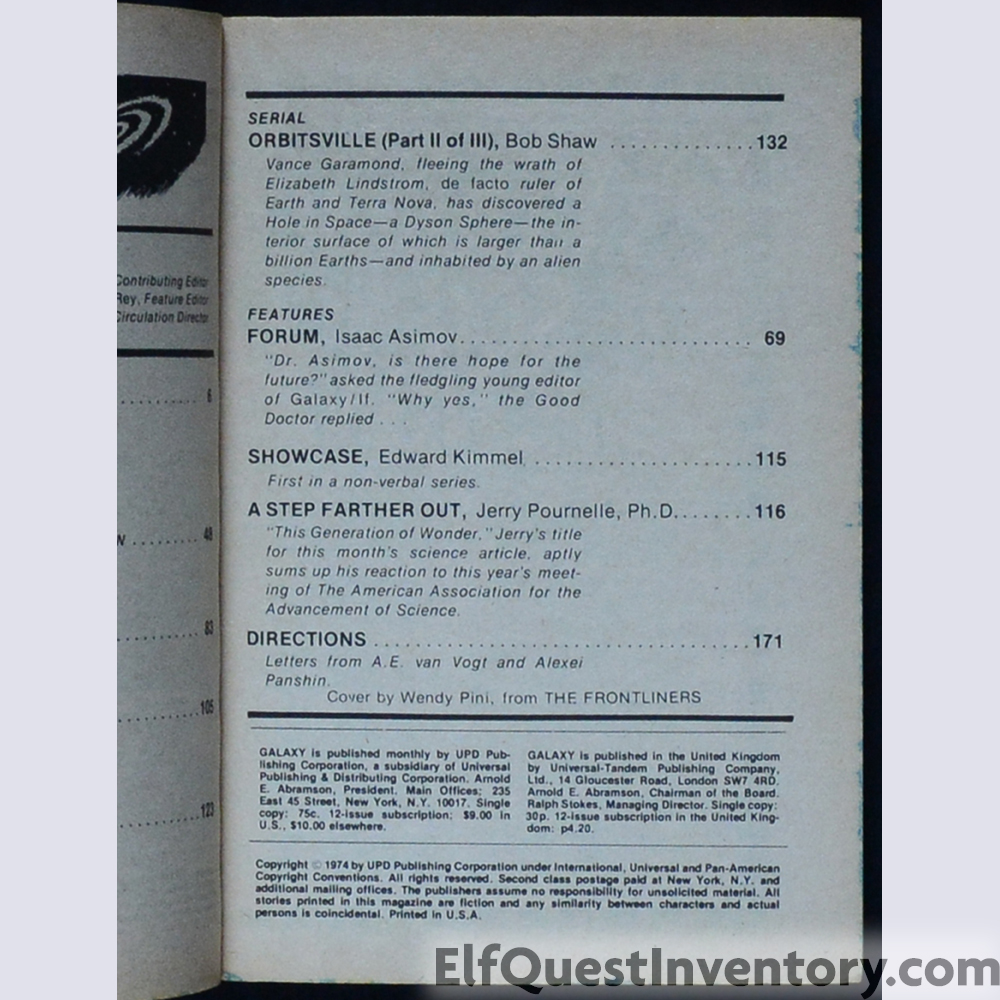 Contributing Editor
Rey, Feature Editor
Circulation Director
. . . . . . . . . 6
. . . . . . . . . 48
. . . . . . . . . 83
. . . . . . . . . 105
. . . . . . . . . 123
SERIAL
ORBITSVILLE (Part II of III), Bob Shaw . . . . . . . . . . . . . . 132
Vance Garamond, fleeing the wrath of
Elizabeth Lindstrom, de facto ruler of
Earth and Terra Nova, has discovered a
Hole in Space—a Dyson Sphere—the in-
terior surface of which is larger than a
billion Earths—and inhabited by an alien
species.
FEATURES
FORUM, Isaac Asimov. . . . . . . . . . . . . . . . . . . . . . . . . . . . 69
"Dr. Asimov, is there hope for the
future?" asked the fledgling young editor
of Galaxy/If. "Why yes," the Good
Doctor replied . . .
SHOWCASE, Edward Kimmel. . . . . . . . . . . . . . . . . . . . . 115
First in a non-verbal series.
A STEP FARTHER OUT, Jerry Pournelle, Ph.D. . . . . . . . 116
"This Generation of Wonder," Jerry's title
for this month's science article, aptly
sums up his reaction to this year's meet-
ing of The American Association for the
Advancement of Science.
DIRECTIONS . . . . . . . . . . . . . . . . . . . . . . . . . . . . . . . . . . . . 171
Letters from A.E. van Vogt and Alexei
Panshin.
Cover by Wendy Pini, from THE FRONTLINERS
GALAXY is published monthly by UPD Pub-
lishing Corporation, a subsidiary of Universal
Publishing & Distributing Corporation. Arnold
E. Abramson, President. Main Offices: 235
East 45 Street, New York, N.Y. 10017. Single
copy: 75c. 12-issue subscription: $9.00 in
U.S., $10.00 elsewhere.
GALAXY is published in the United Kingdom
by Universal-Tandem Publishing Company,
Ltd., 14 Gloucester Road, London SW7 4RD.
Arnold E. Abramson, Chairman of the Board.
Ralph Stokes, Managing Director. Single copy:
30p. 12-issue subscription in the United King-
dom: p4.20.
Copyright © 1974 by UPD Publishing Corporation under International, Universal and Pan-American
Copyright Conventions. All rights reserved. Second class postage paid at New York, N.Y. and
additional mailing offices. The publishers assume no responsibility for unsolicited material. All
stories printed in this magazine are fiction and any similarity between characters and actual
persons is coincidental. Printed in U.S.A.
ElfQuestInventory.com